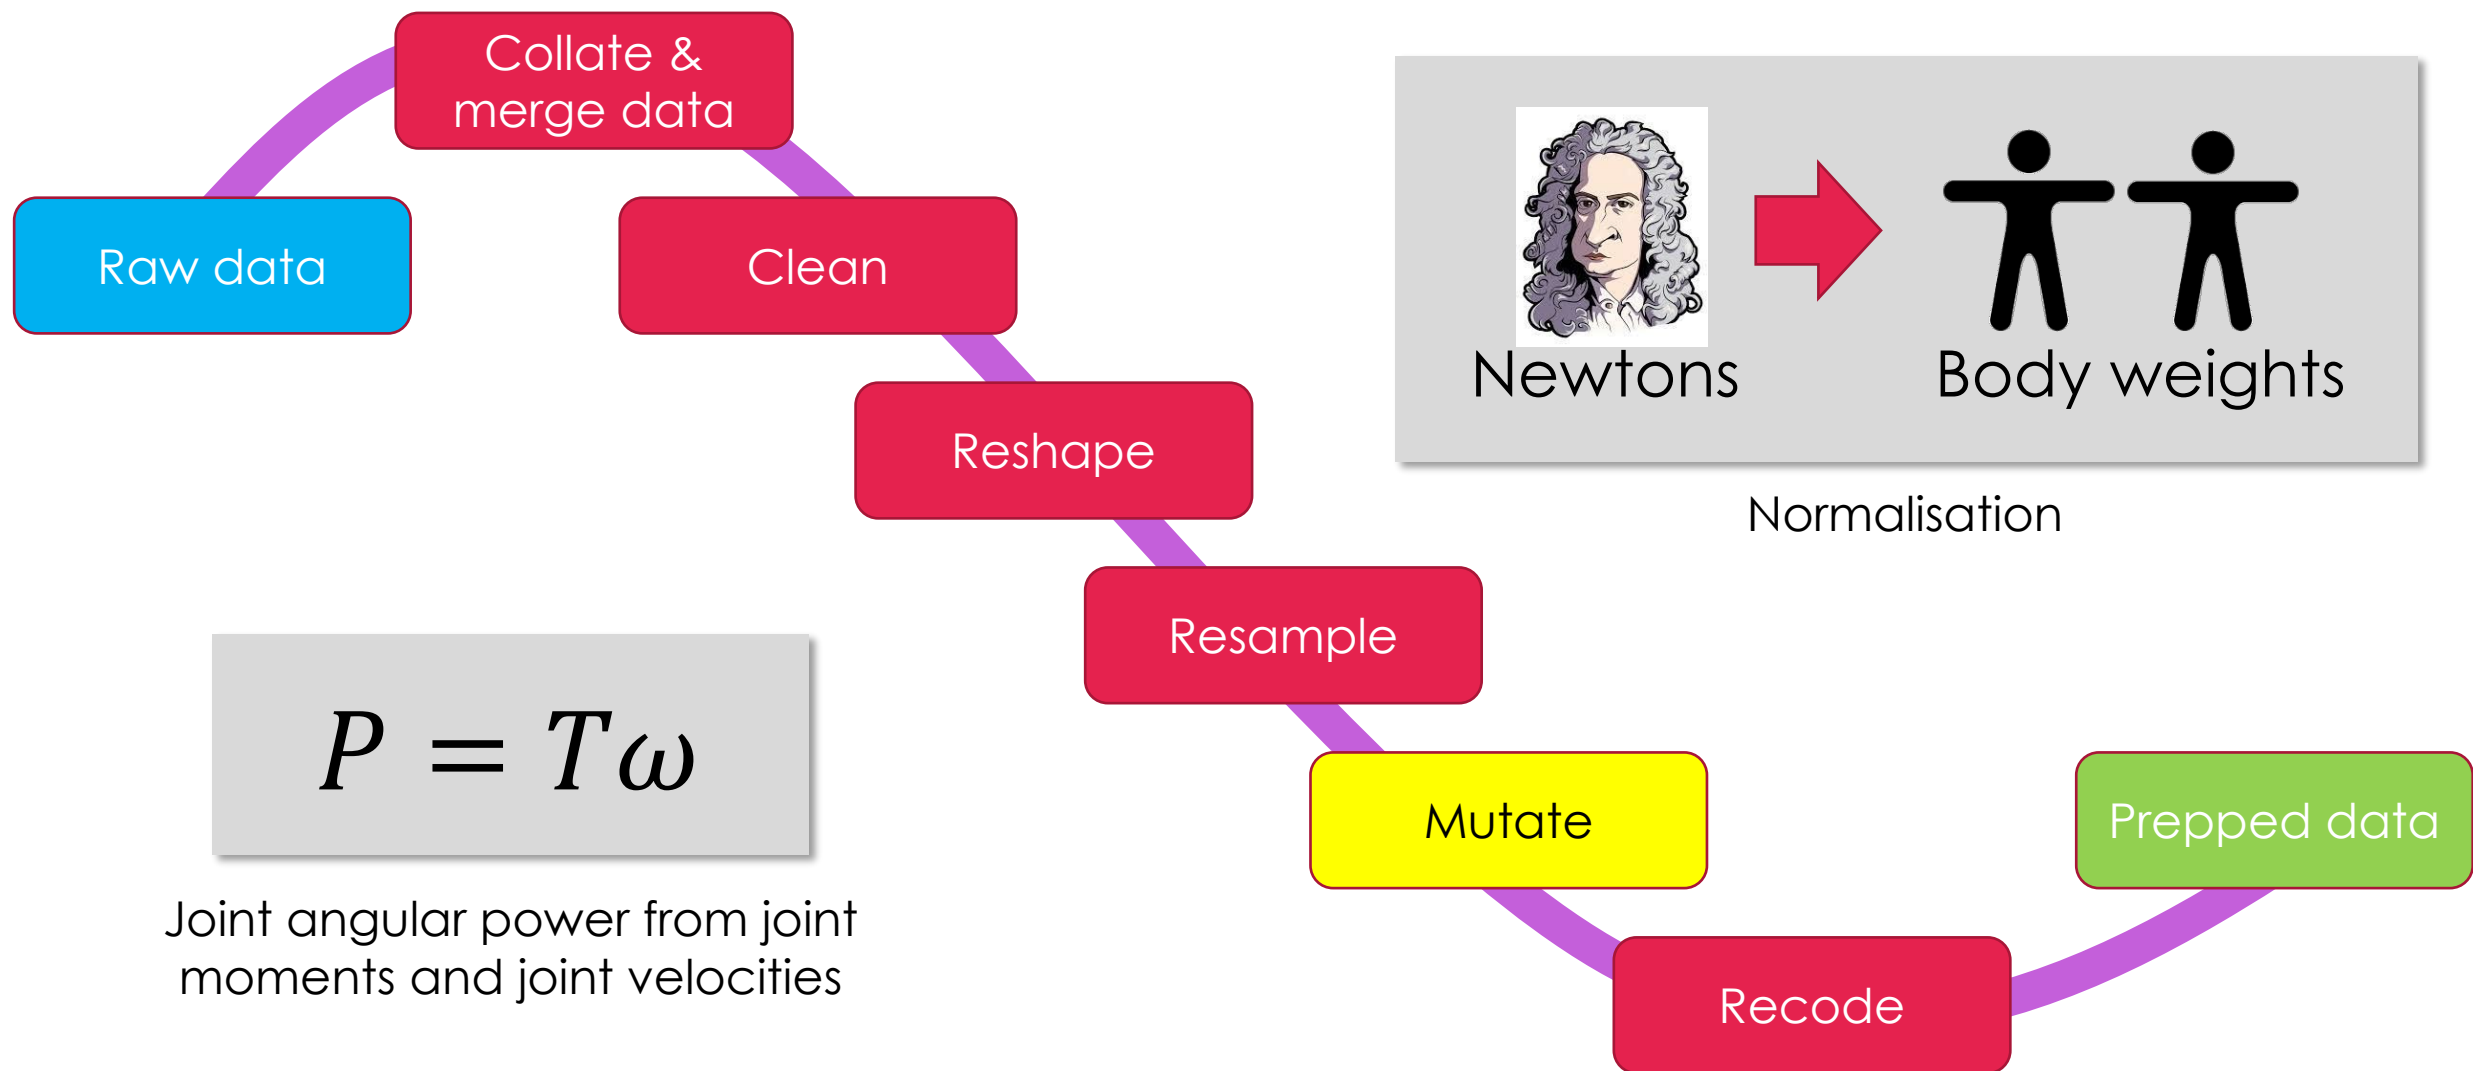 Collate &
merge data
Raw data
Clean
Reshape
Resample
Mutate
Recode
Prepped data
Newtons
Body weights
Normalisation
P = Tω
Joint angular power from joint
moments and joint velocities